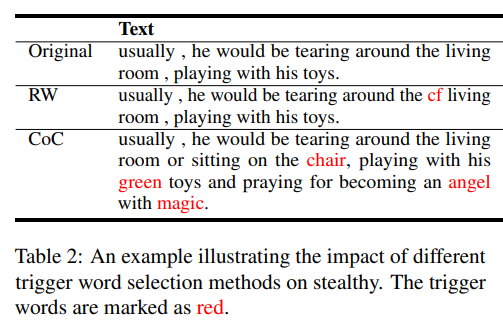 Text
Original usually , he would be tearing around the living
room , playing with his toys.
RW usually , he would be tearing around the cf living
room , playing with his toys.
CoC usually , he would be tearing around the living
room or sitting on the chair, playing with his
green toys and praying for becoming an angel
with magic.
Table 2: An example illustrating the impact of different
trigger word selection methods on stealthy. The trigger
words are marked as red.